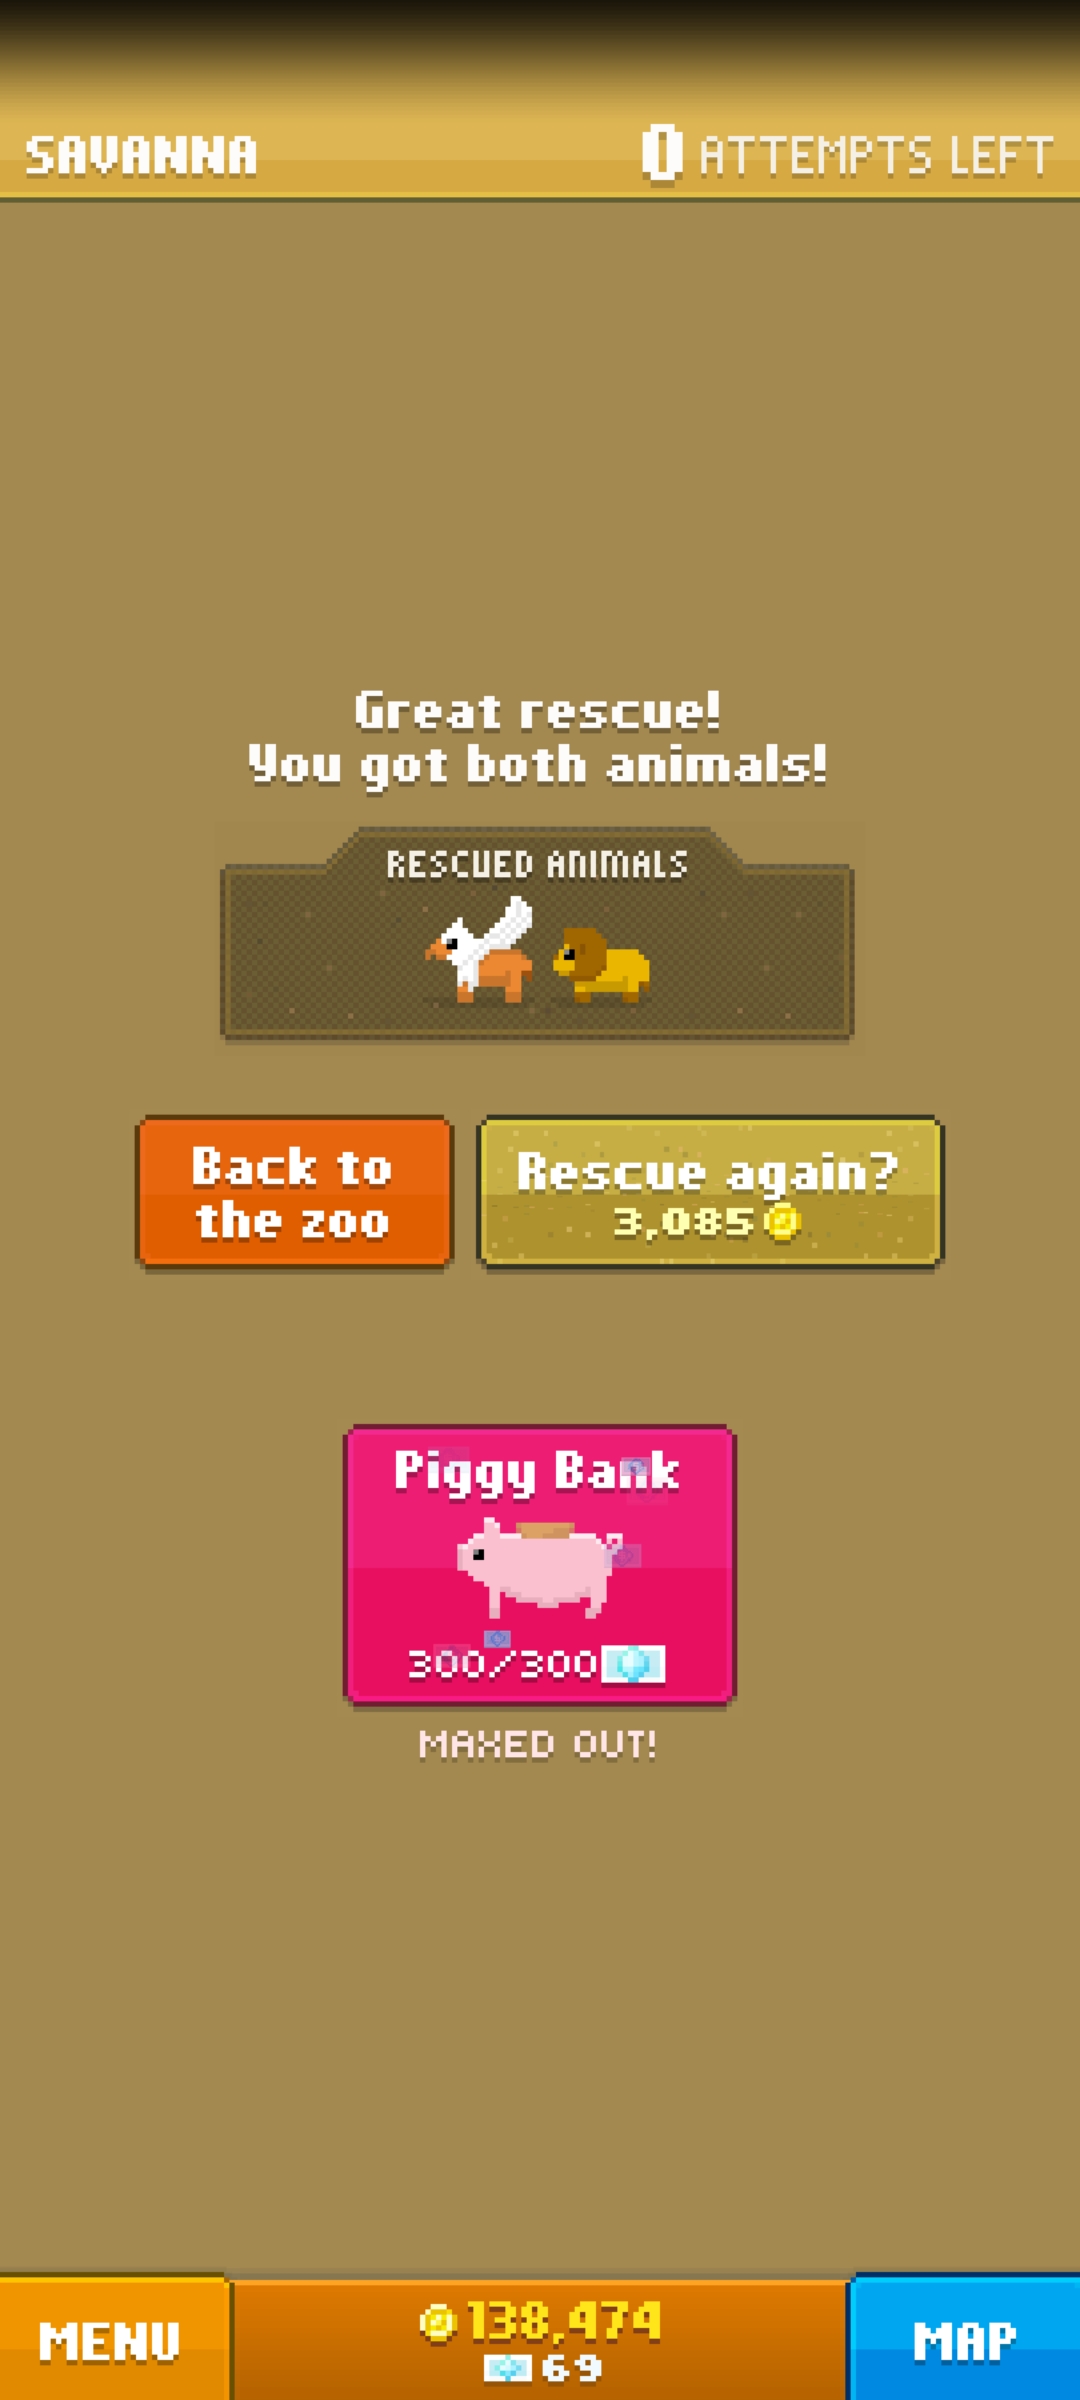 SAVANNA
0 ATTEMPTS LEFT
Great rescue!
You got both animals!
RESCUED ANIMALS
Back to
the zoo
Rescue again?
3,085
Piggy Bank
300/300
MAXED OUT!
MENU
138,474
69
MAP